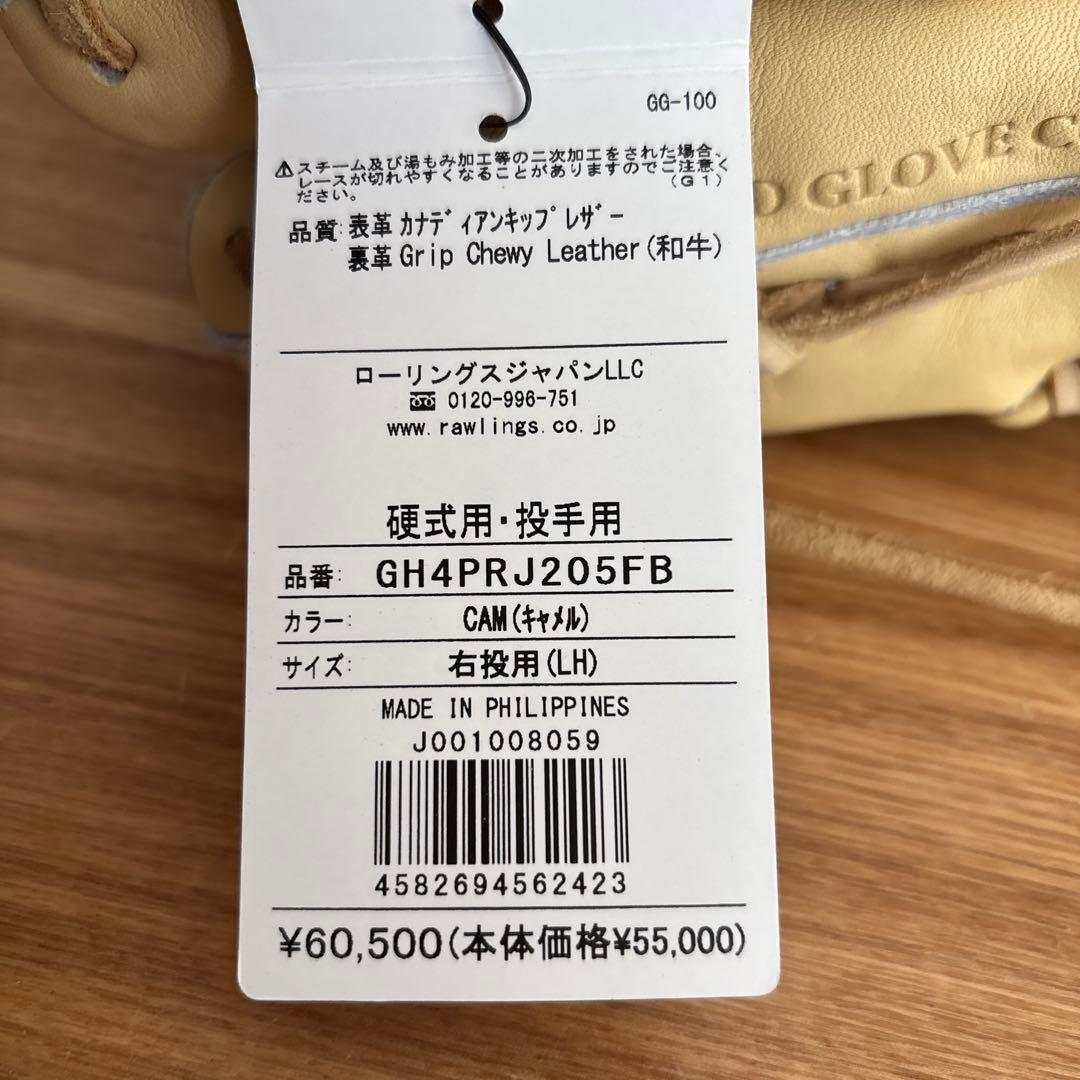 GG-100
⚠スチーム及び湯もみ加工等の二次加工をされた場合、
レースが切れやすくなることがありますのでご注意く
ださい。 (G1)
品質:表革 カナディアンキップレザー
裏革 Grip Chewy Leather(和牛)
ローリングスジャパンLLC
0120-996-751
www.rawlings.co.jp
硬式用・投手用
品番: GH4PRJ205FB
カラー: CAM(キャメル)
サイズ: 右投用(LH)
MADE IN PHILIPPINES
J001008059
4582694562423
¥60,500(本体価格¥55,000)
GLOVE